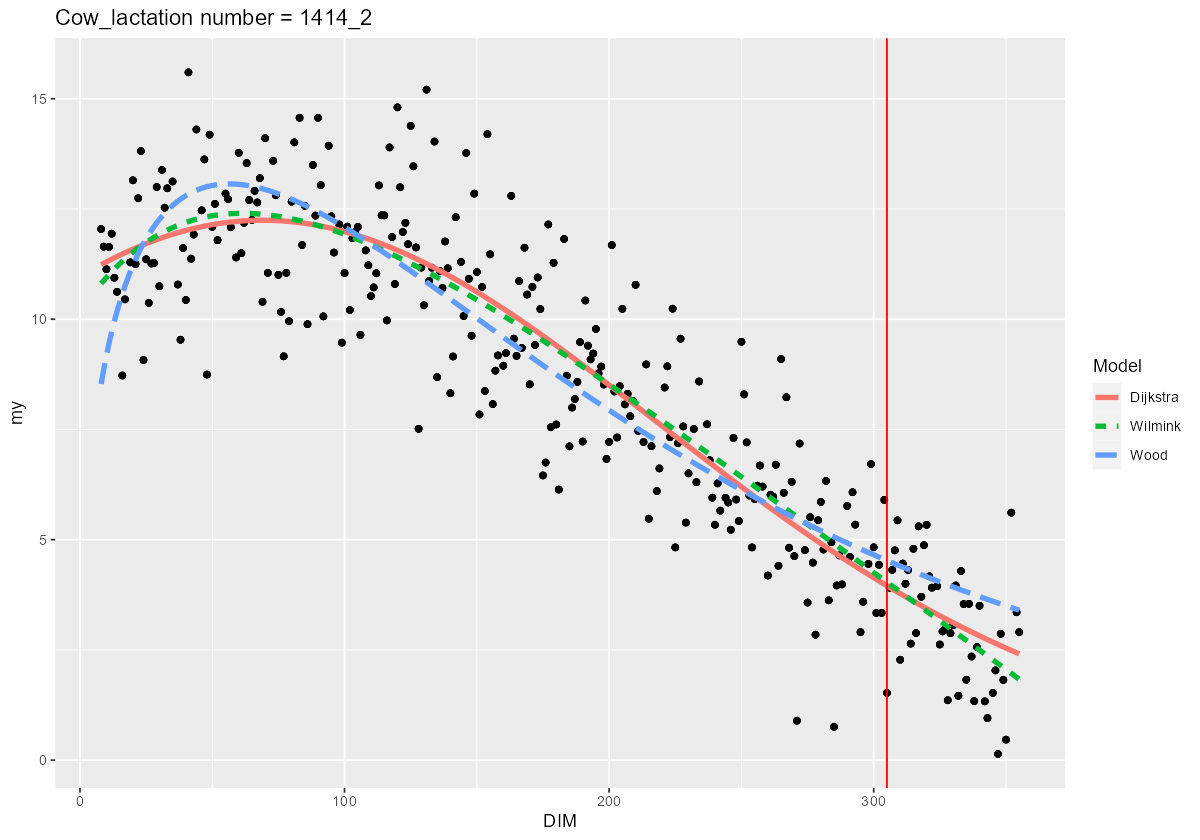 Cow_lactation number = 1414_2
15
10
5
0
my
0 100 200 300
DIM
Model
Dijkstra
Wilmink
Wood